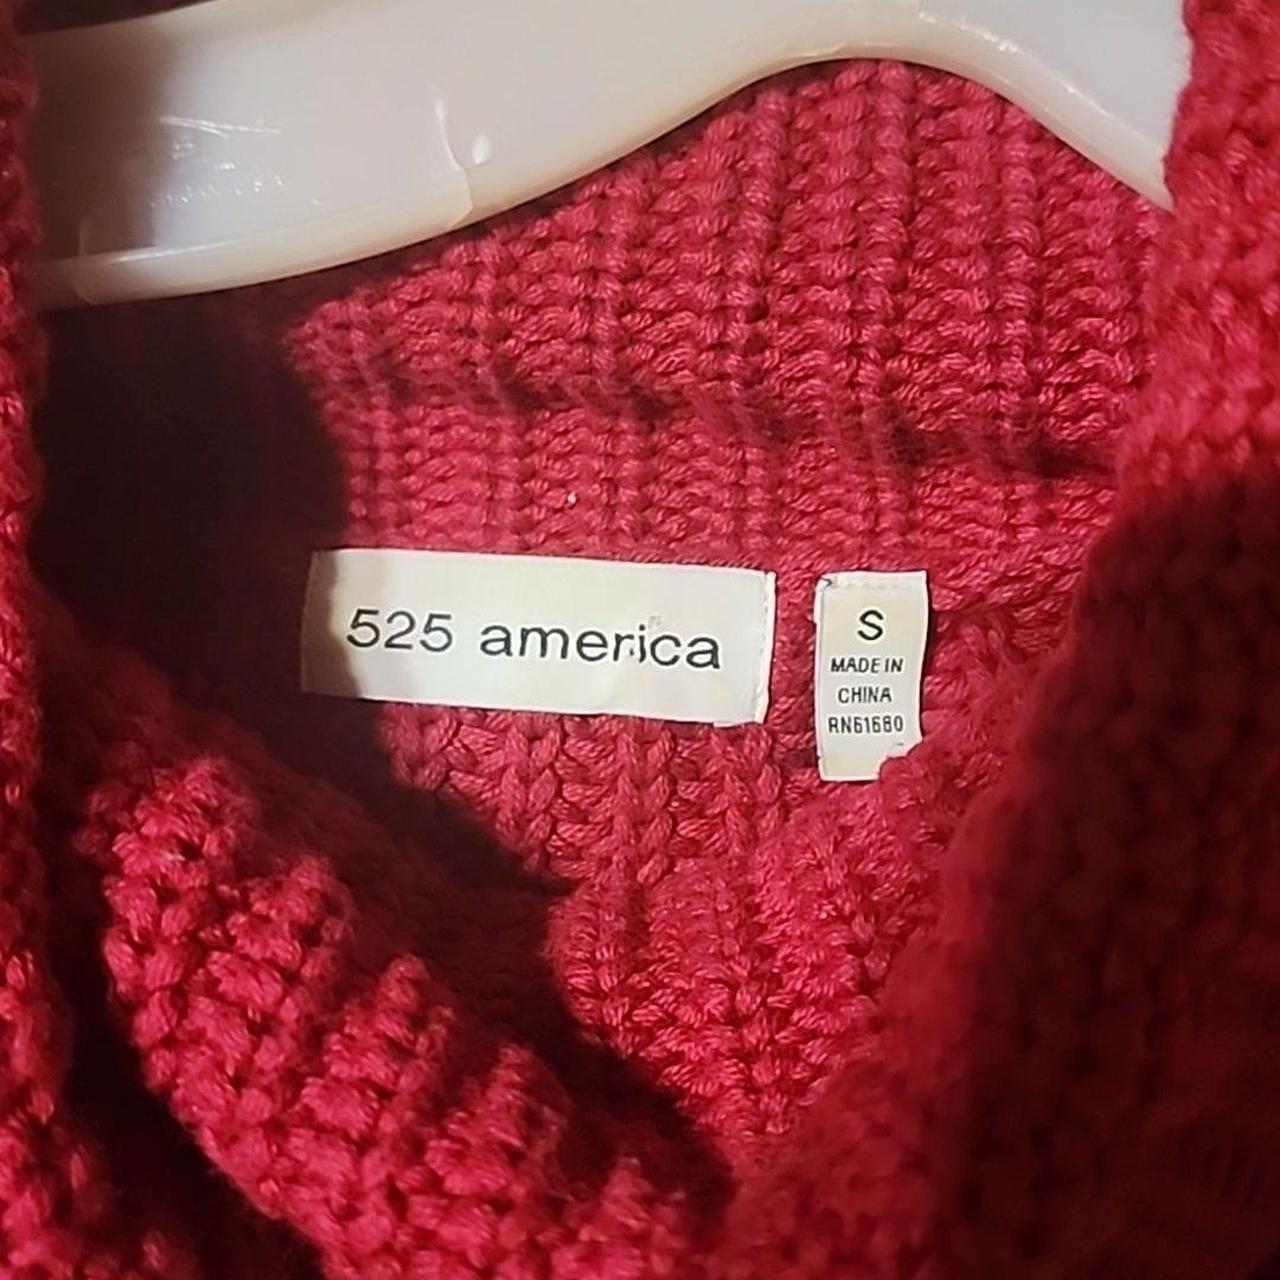 525 america
S
MADE IN
CHINA
RN61680